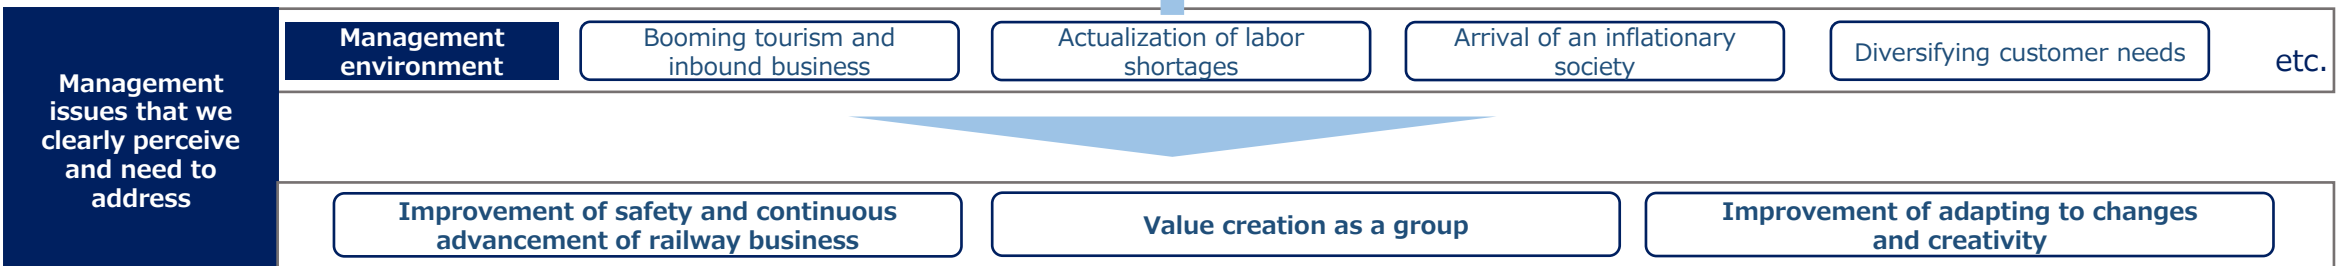 Management
issues that we
clearly perceive
and need to
address
Management
environment
Booming tourism and
inbound business
Actualization of labor
shortages
Arrival of an inflationary
society
Diversifying customer needs
etc.
Improvement of safety and continuous
advancement of railway business
Value creation as a group
Improvement of adapting to changes
and creativity